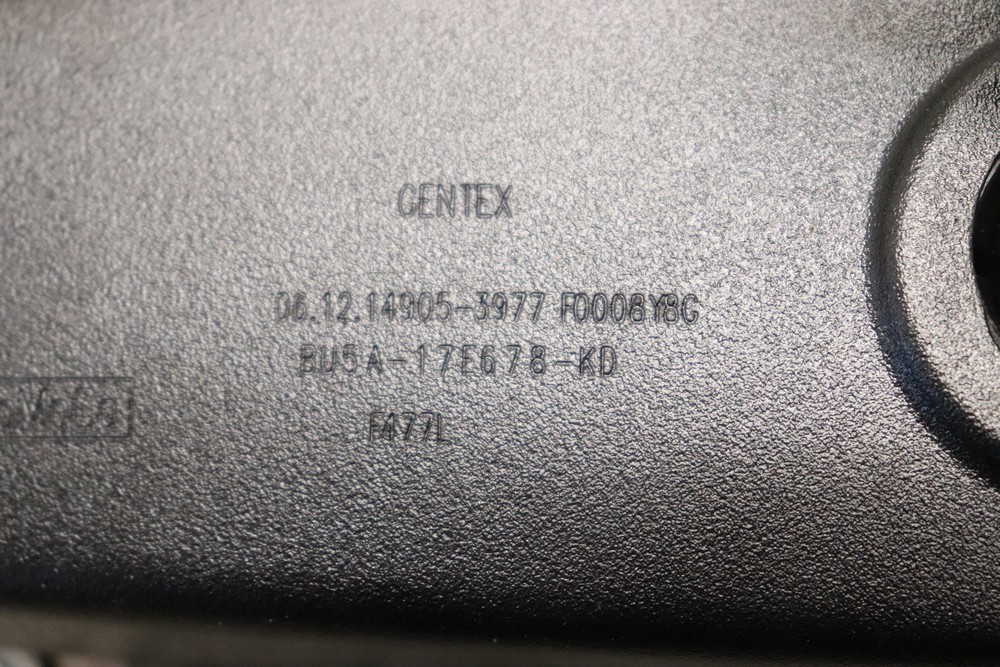 GENTEX
06.12.14905-3977 F0008Y8G
BU5A-17E678-KD
F477L